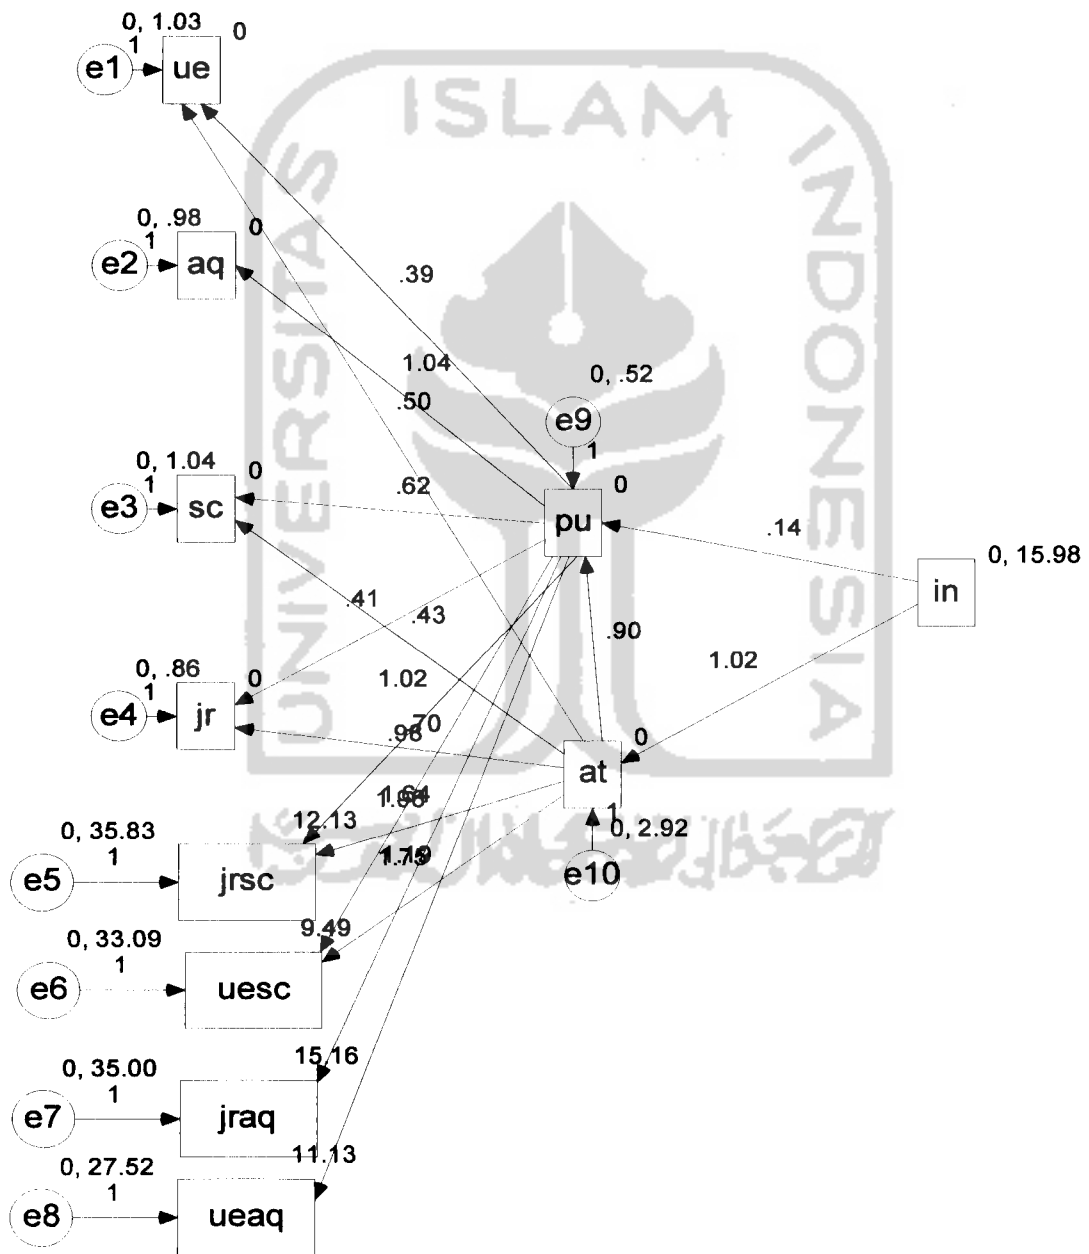 0, 1.03
0
1
e1
ue
ISLAM
UNIVERSITAS
INDONESIA
0, .98
0
1
e2
aq
.39
1.04
.50
0, .52
e9
1
0
pu
0, 1.04
0
1
e3
sc
.62
.14
0, 15.98
in
.41
.43
.90
1.02
0, .86
0
1
e4
jr
1.02
.70
0
at
1
0, 2.92
e10
12.13
0, 35.83
1
e5
jrsc
9.49
0, 33.09
1
e6
uesc
15.16
0, 35.00
1
e7
jraq
11.13
0, 27.52
1
e8
ueaq